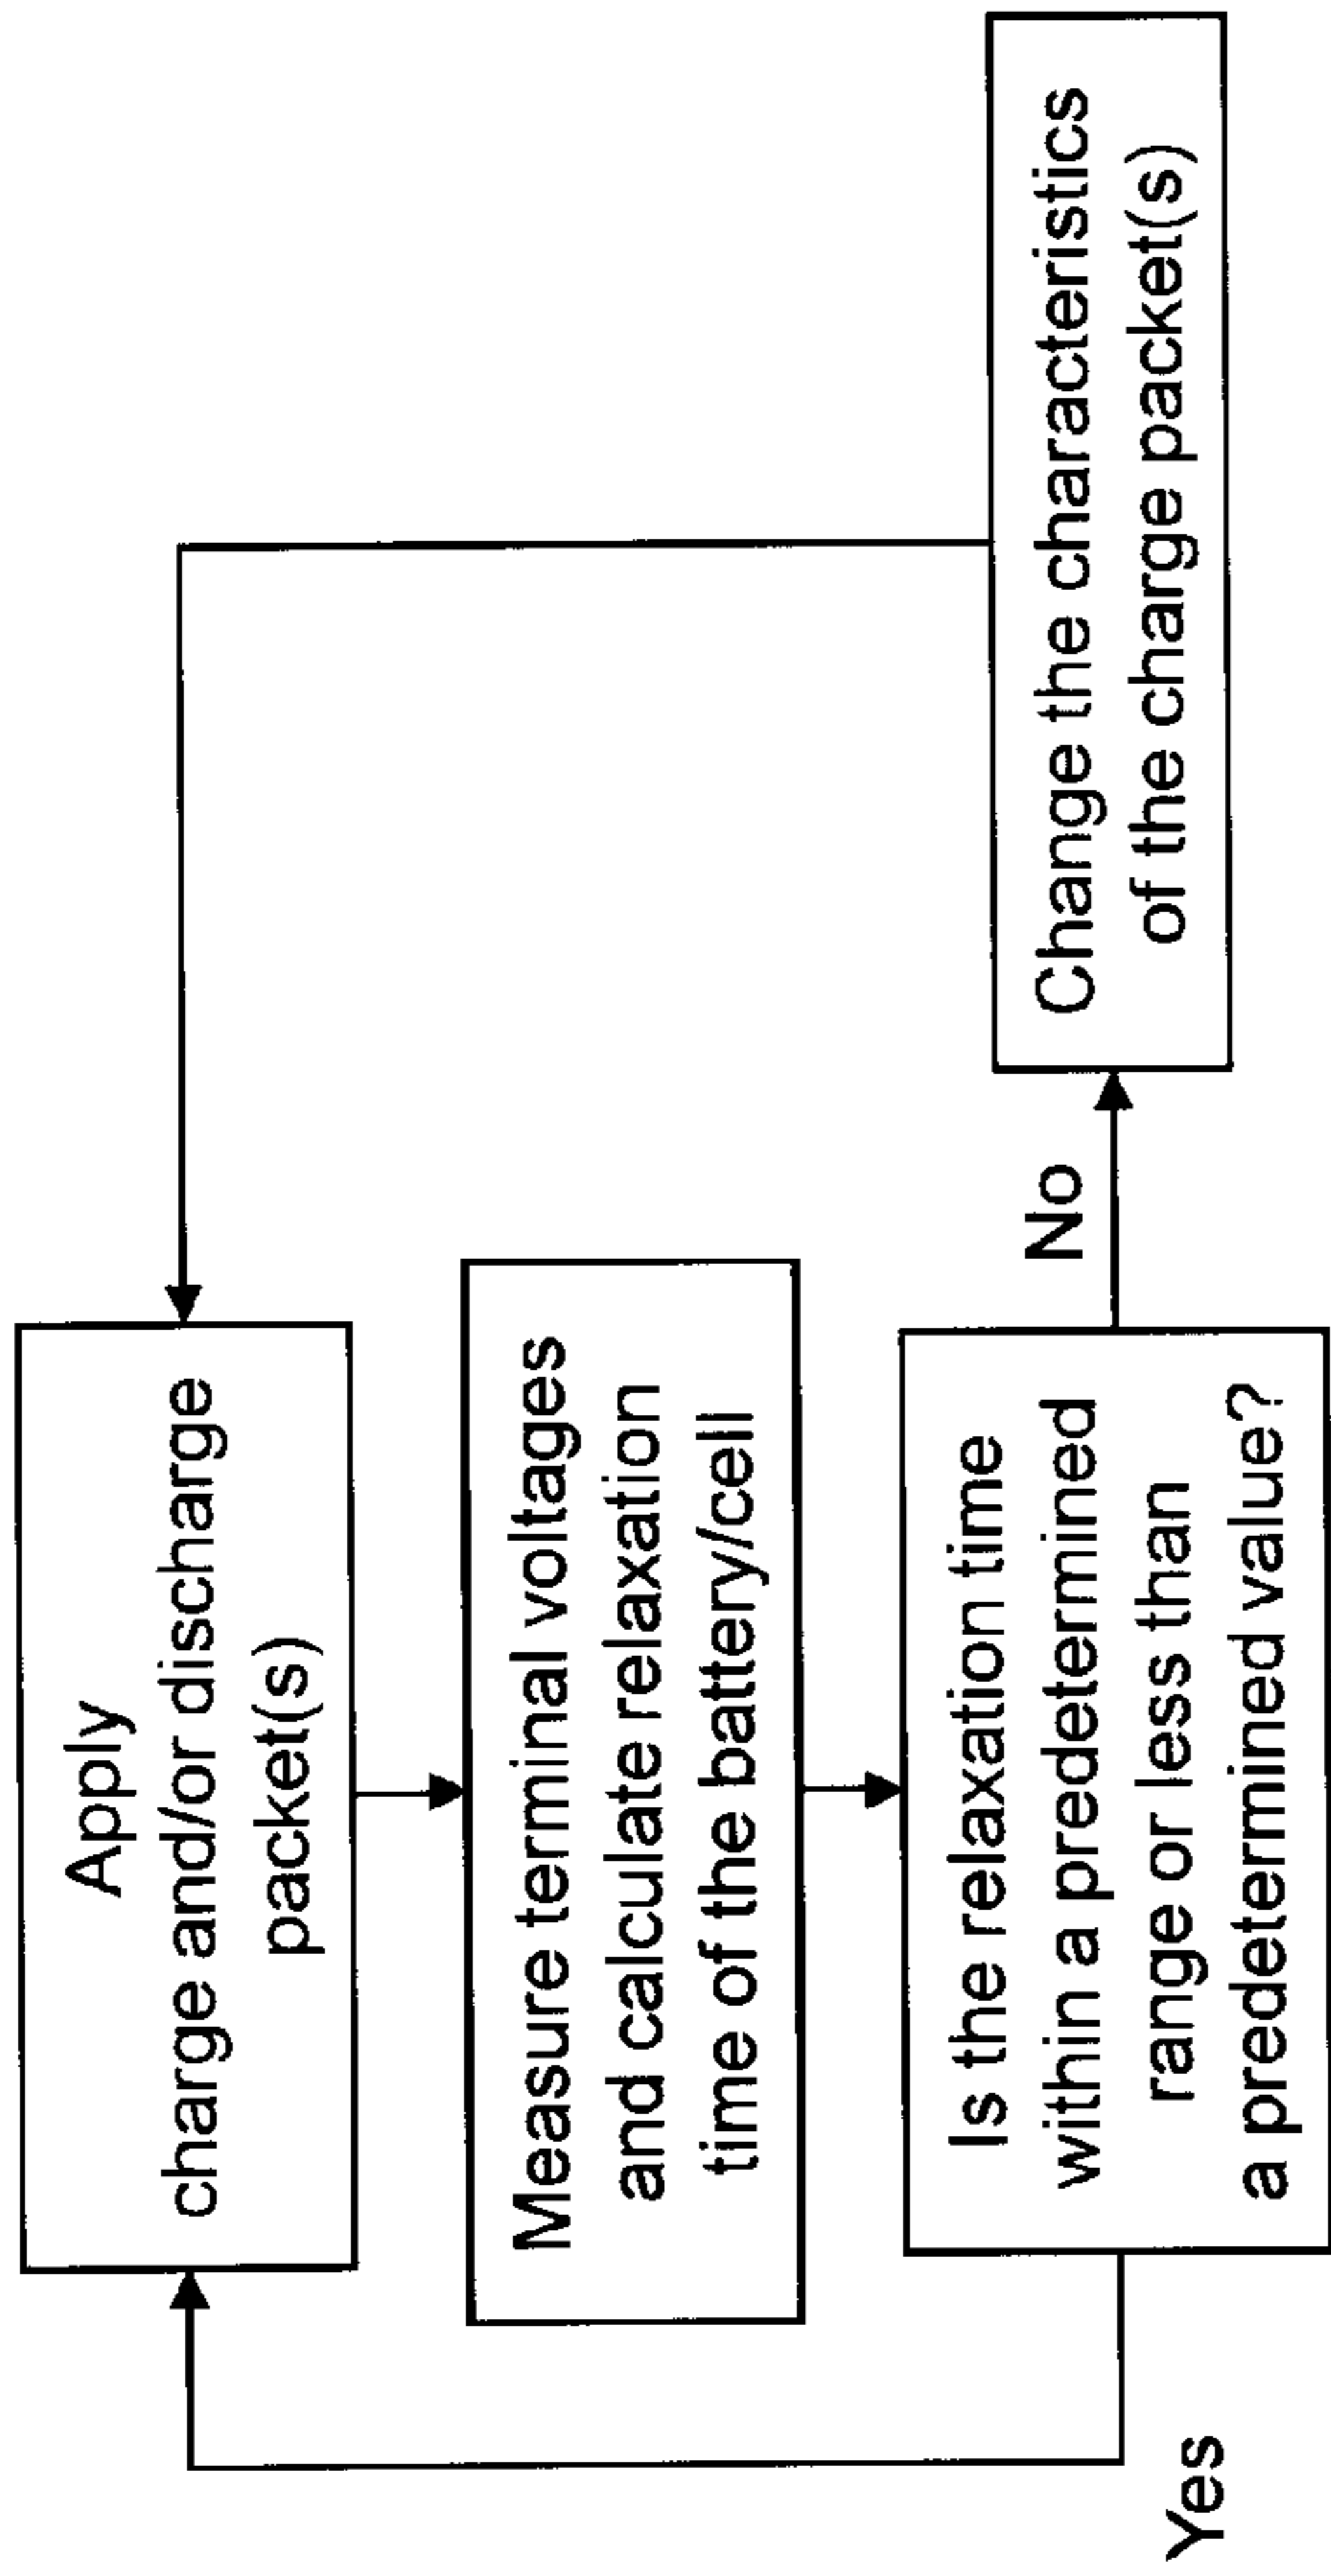 Apply
charge and/or discharge
packet(s)
Measure terminal voltages
and calculate relaxation
time of the battery/cell
Is the relaxation time
within a predetermined
range or less than
a predetermined value?
Yes
No
Change the characteristics
of the charge packet(s)